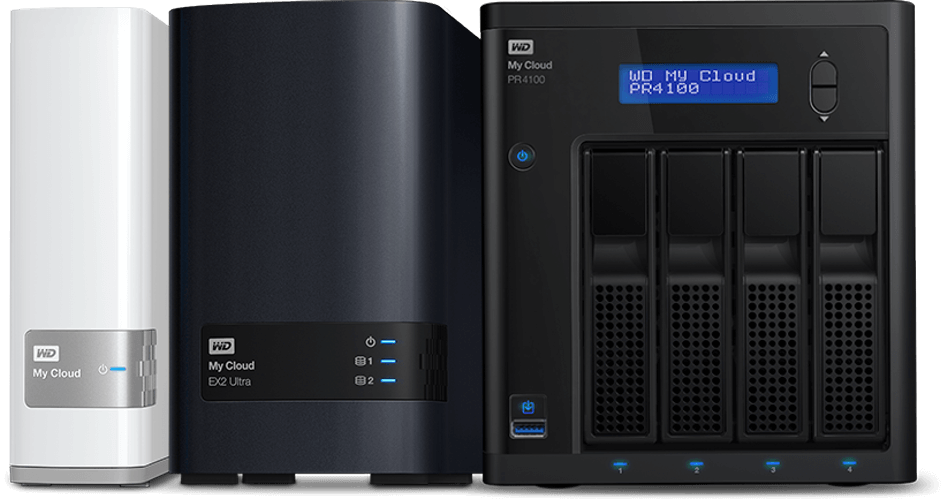 WD
My Cloud
WD
My Cloud
EX2 Ultra
1
2
WD
My Cloud
PR4100
WD My Cloud
PR4100
1 2 3 4